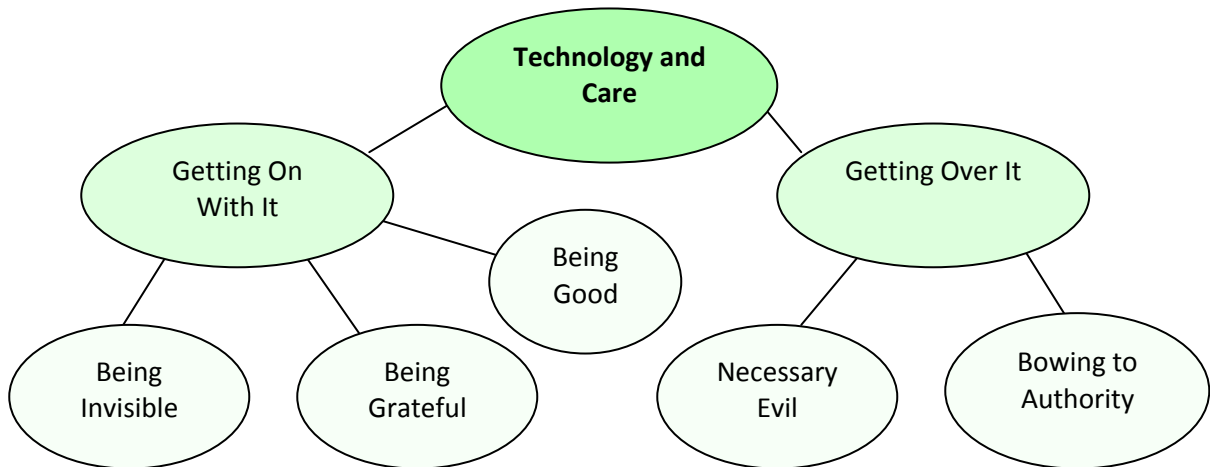 Technology and
Care
Getting On
With It
Getting Over It
Being
Good
Being
Invisible
Being
Grateful
Necessary
Evil
Bowing to
Authority